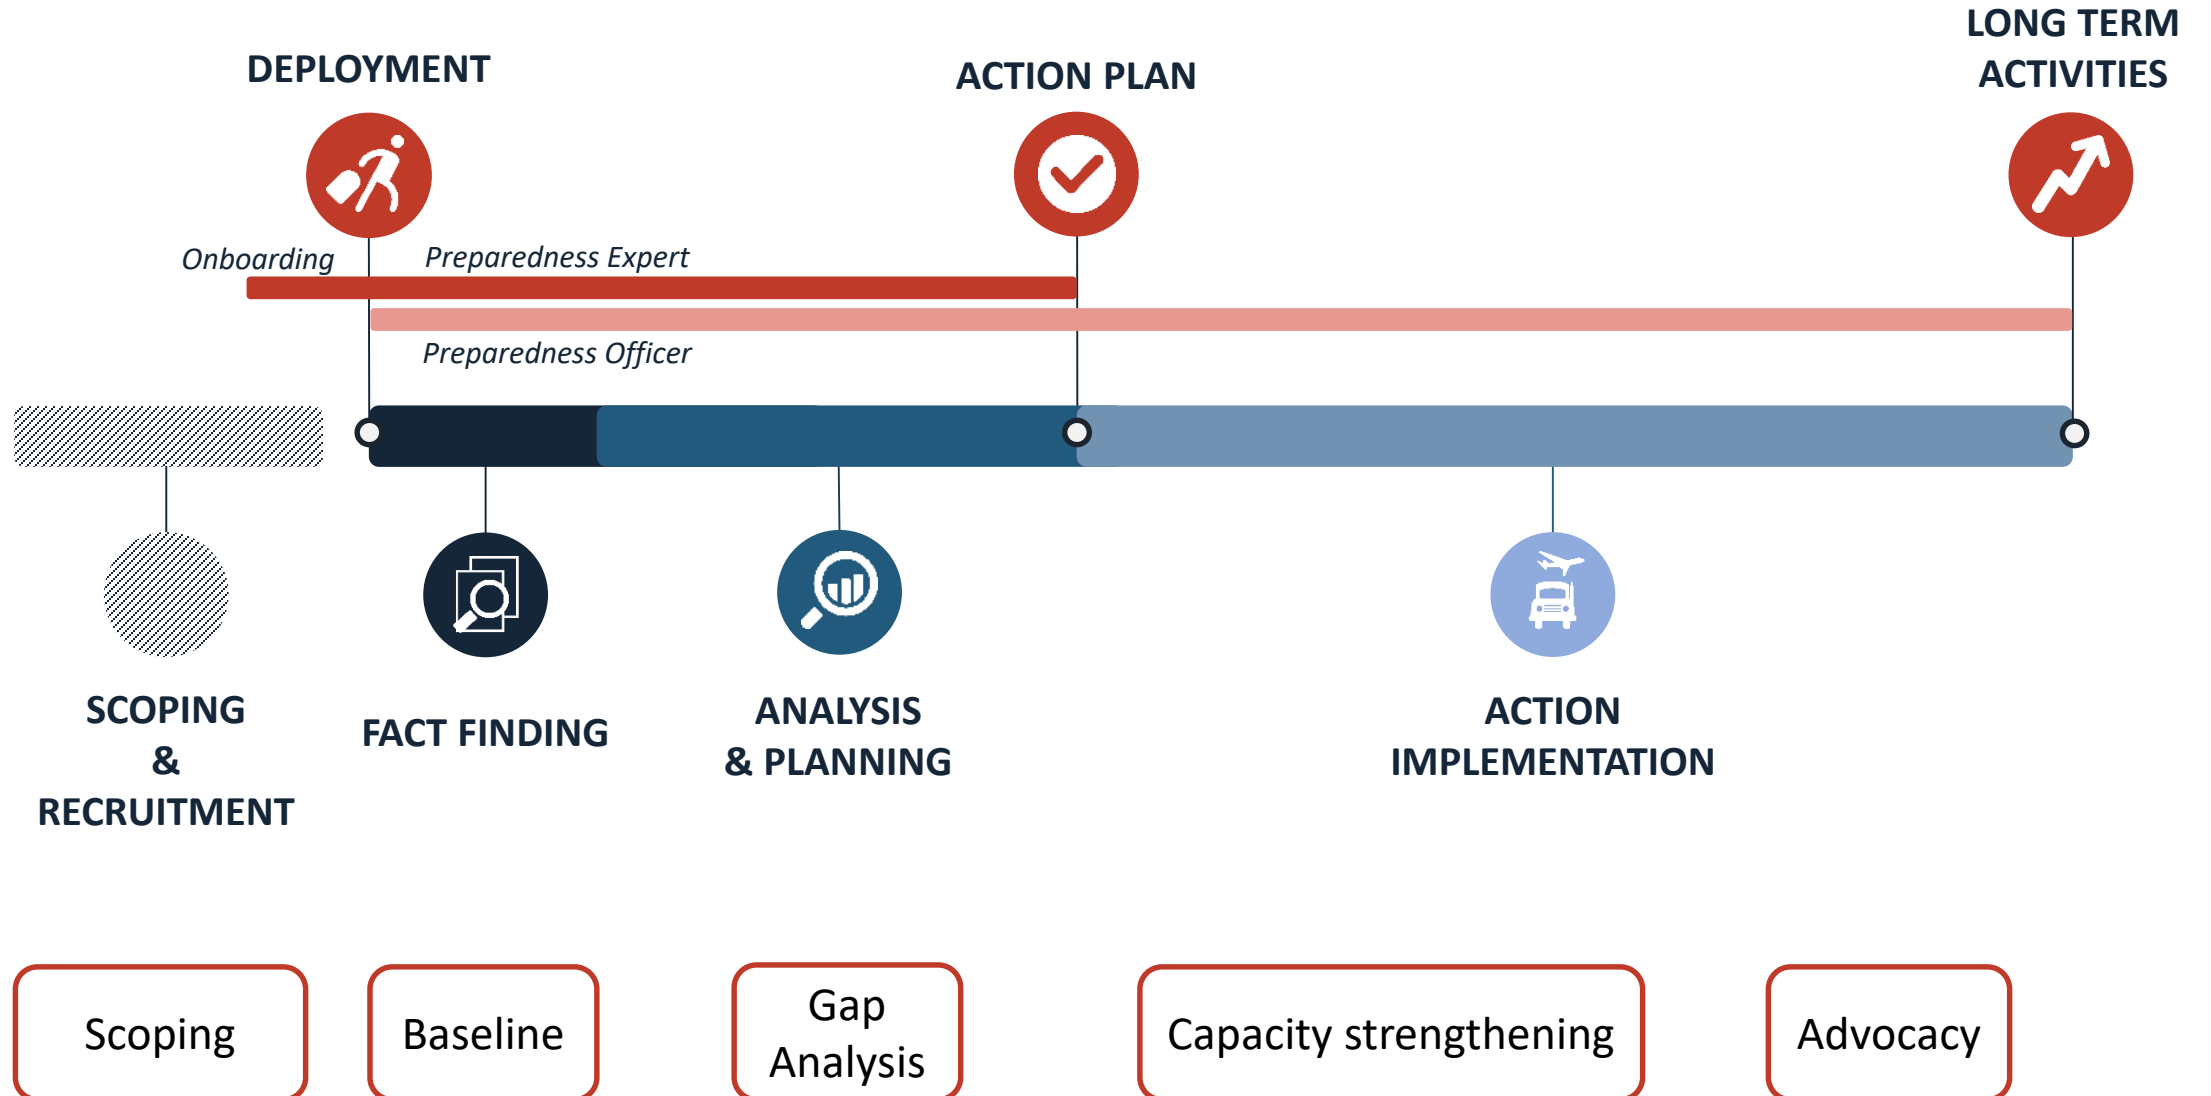 DEPLOYMENT
ACTION PLAN
LONG TERM
ACTIVITIES
Onboarding
Preparedness Expert
Preparedness Officer
SCOPING
&
RECRUITMENT
FACT FINDING
ANALYSIS
& PLANNING
ACTION
IMPLEMENTATION
Scoping
Baseline
Gap
Analysis
Capacity strengthening
Advocacy